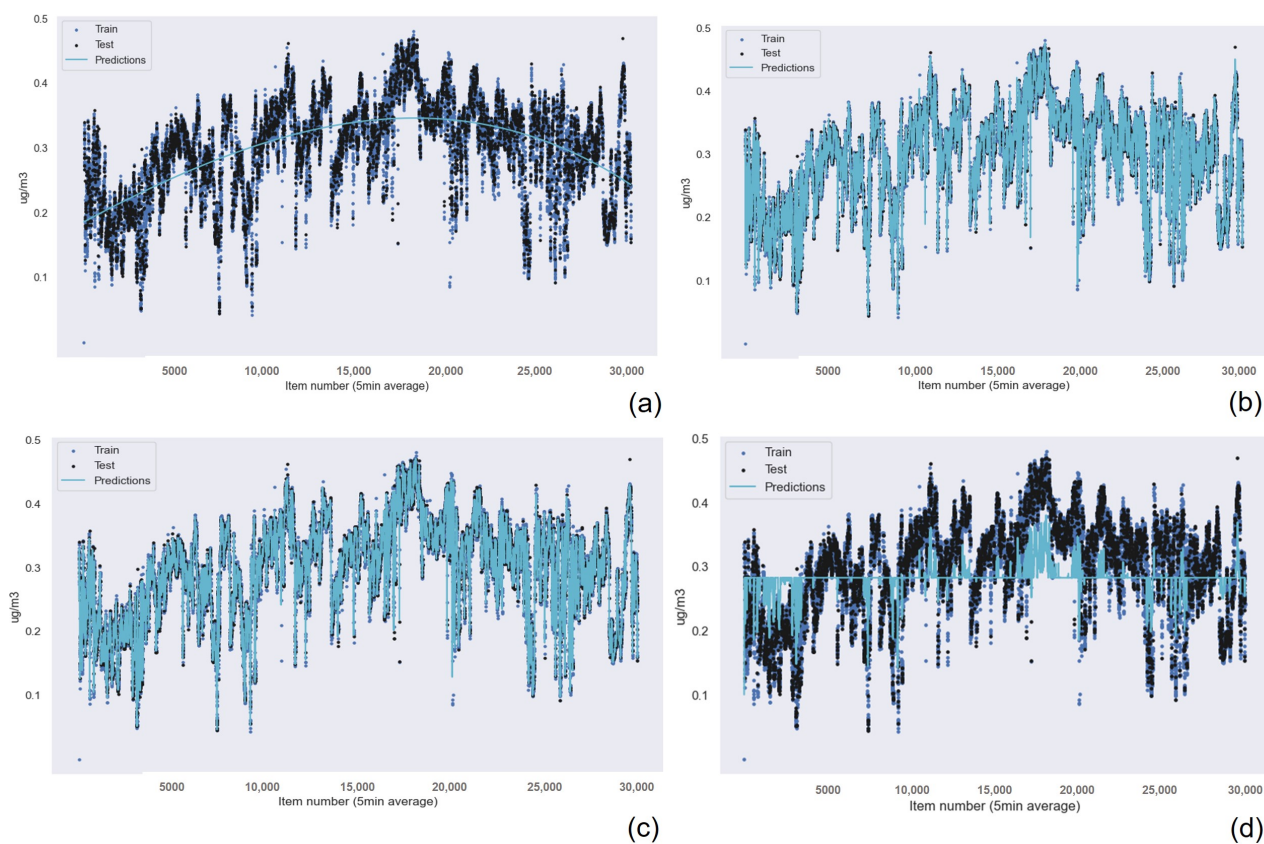 0.5
Train
Test
Predictions
0.4
0.3
ug/m3
0.2
0.1
5000 10,000 15,000 20,000 25,000 30,000
Item number (5min average)
(a)
0.5
Train
Test
Predictions
0.4
0.3
ug/m3
0.2
0.1
5000 10,000 15,000 20,000 25,000 30,000
Item number (5min average)
(b)
0.5
Train
Test
Predictions
0.4
0.3
ug/m3
0.2
0.1
5000 10,000 15,000 20,000 25,000 30,000
Item number (5min average)
(c)
0.5
Train
Test
Predictions
0.4
0.3
ug/m3
0.2
0.1
5000 10,000 15,000 20,000 25,000 30,000
Item number (5min average)
(d)